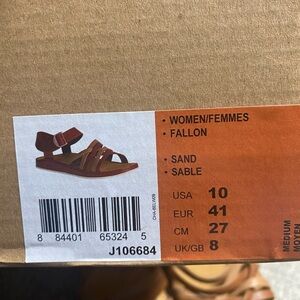 • WOMEN/FEMMES
• FALLON
• SAND
• SABLE
USA 10
EUR 41
CM 27
UK/GB 8
MEDIUM
MOYEN
8 84401 65324 5
J106684